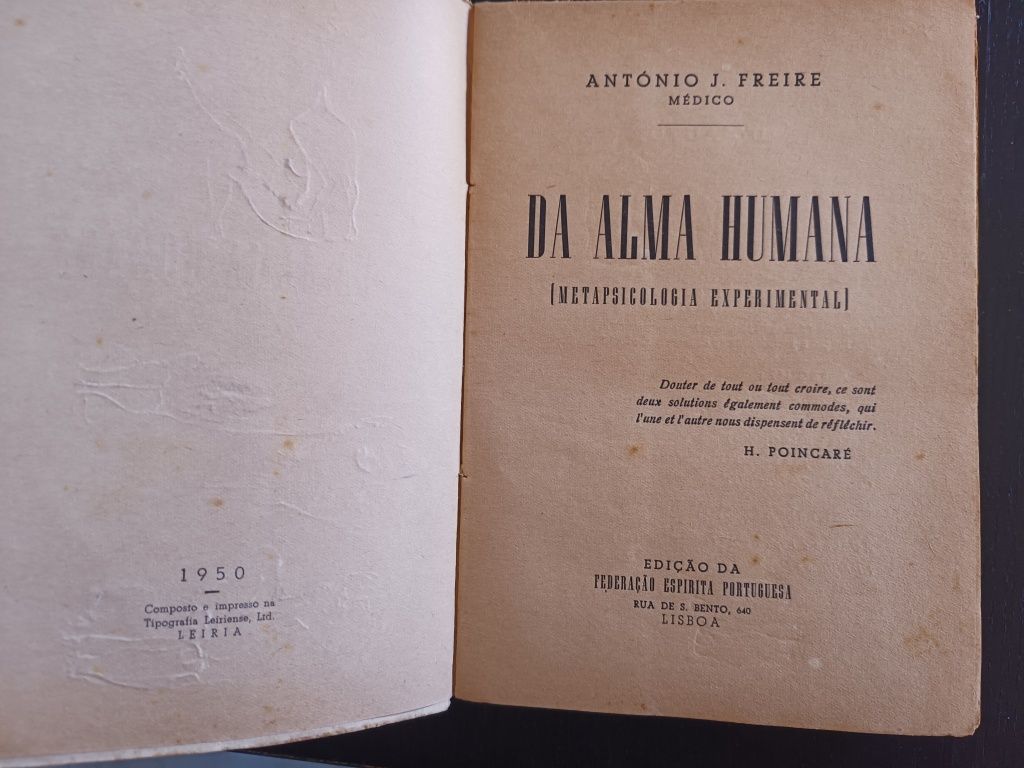 1950
Composto e impresso na
Tipografia Leiriense, Ltd.
LEIRIA
ANTÓNIO J. FREIRE
MÉDICO
DA ALMA HUMANA
(METAPSICOLOGIA EXPERIMENTAL)
Douter de tout ou tout croire, ce sont
deux solutions également commodes, qui
l'une et l'autre nous dispensent de réfléchir.
H. POINCARÉ
EDIÇÃO DA
FEDERAÇÃO ESPIRITA PORTUGUESA
RUA DE S. BENTO, 640
LISBOA